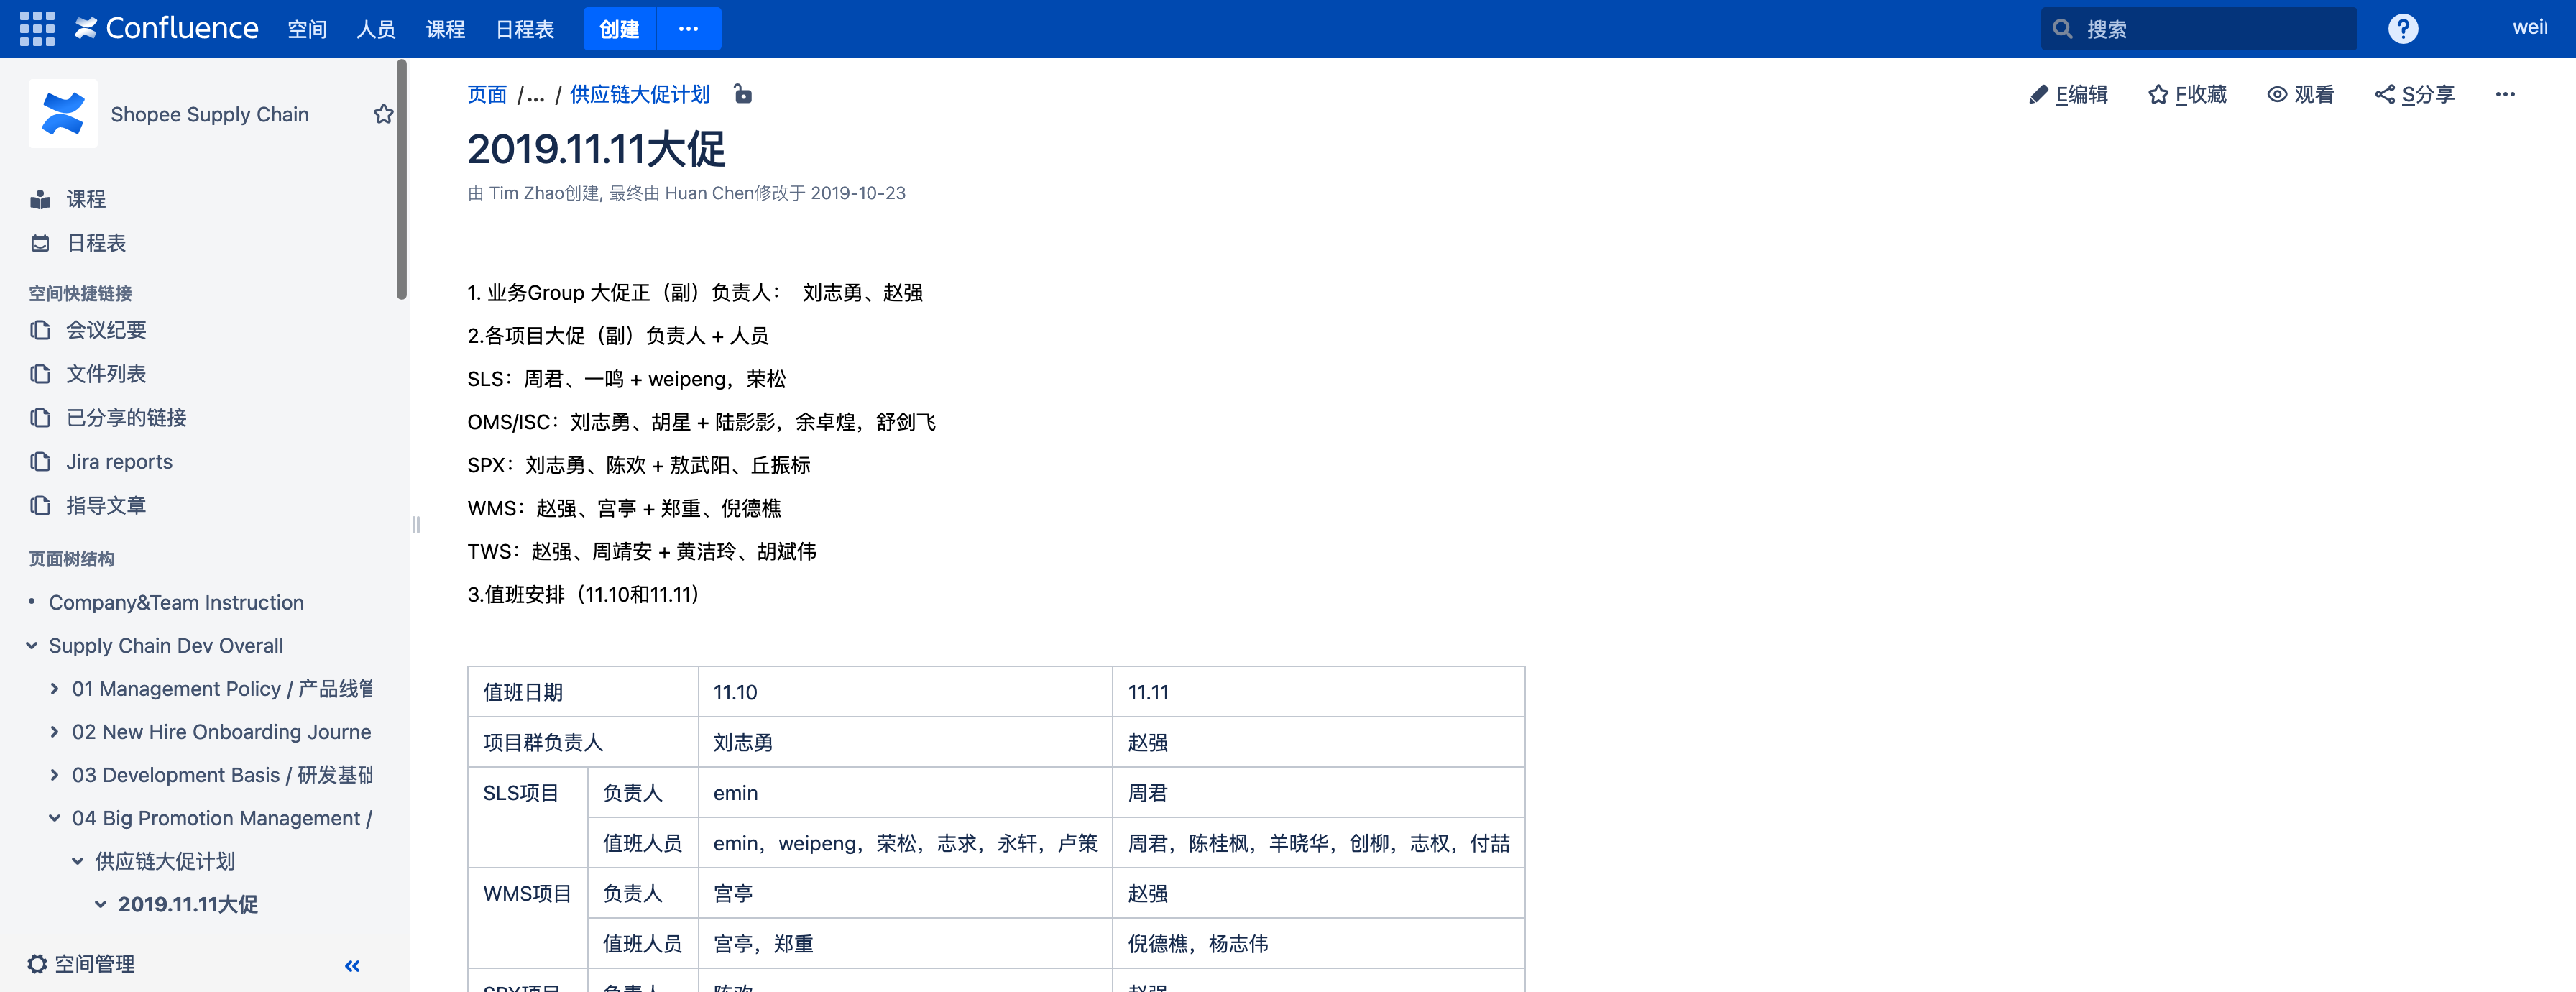 Confluence 空间 人员 课程 日程表 创建 ··· 搜索 ? weil
Shopee Supply Chain
课程
日程表
空间快捷链接
会议纪要
文件列表
已分享的链接
Jira reports
指导文章
页面树结构
• Company&Team Instruction
Supply Chain Dev Overall
01 Management Policy / 产品线管
02 New Hire Onboarding Journe
03 Development Basis / 研发基础
04 Big Promotion Management /
供应链大促计划
2019.11.11大促
空间管理 «
页面 /... / 供应链大促计划
E编辑 F收藏 观看 S分享 ···
2019.11.11大促
由 Tim Zhao创建, 最终由 Huan Chen修改于 2019-10-23
1. 业务Group 大促正（副）负责人： 刘志勇、赵强
2.各项目大促（副）负责人 + 人员
SLS：周君、一鸣 + weipeng，荣松
OMS/ISC：刘志勇、胡星 + 陆影影，余卓煌，舒剑飞
SPX：刘志勇、陈欢 + 敖武阳、丘振标
WMS：赵强、宫亭 + 郑重、倪德樵
TWS：赵强、周靖安 + 黄洁玲、胡斌伟
3.值班安排（11.10和11.11）
值班日期 11.10 11.11
项目群负责人 刘志勇 赵强
SLS项目 负责人 emin 周君
值班人员 emin，weipeng，荣松，志求，永轩，卢策 周君，陈桂枫，羊晓华，创柳，志权，付喆
WMS项目 负责人 宫亭 赵强
值班人员 宫亭，郑重 倪德樵，杨志伟
SPX项目 负责人 陈欢 赵强